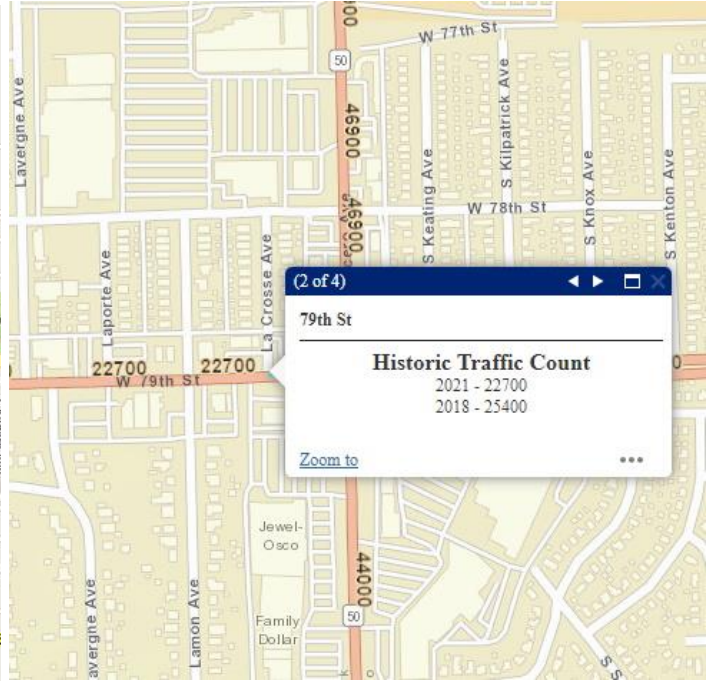 W 77th St
50
46900
Lavergne Ave
S Kilpatrick Ave
S Keating Ave
S Knox Ave
S Kenton Ave
W 78th St
46900
Laporte Ave
La Crosse Ave
(2 of 4)
79th St
Historic Traffic Count
2021 - 22700
2018 - 25400
Zoom to
22700
22700
W 79th St
Jewel-
Osco
44000
Lamon Ave
Family
Dollar
50